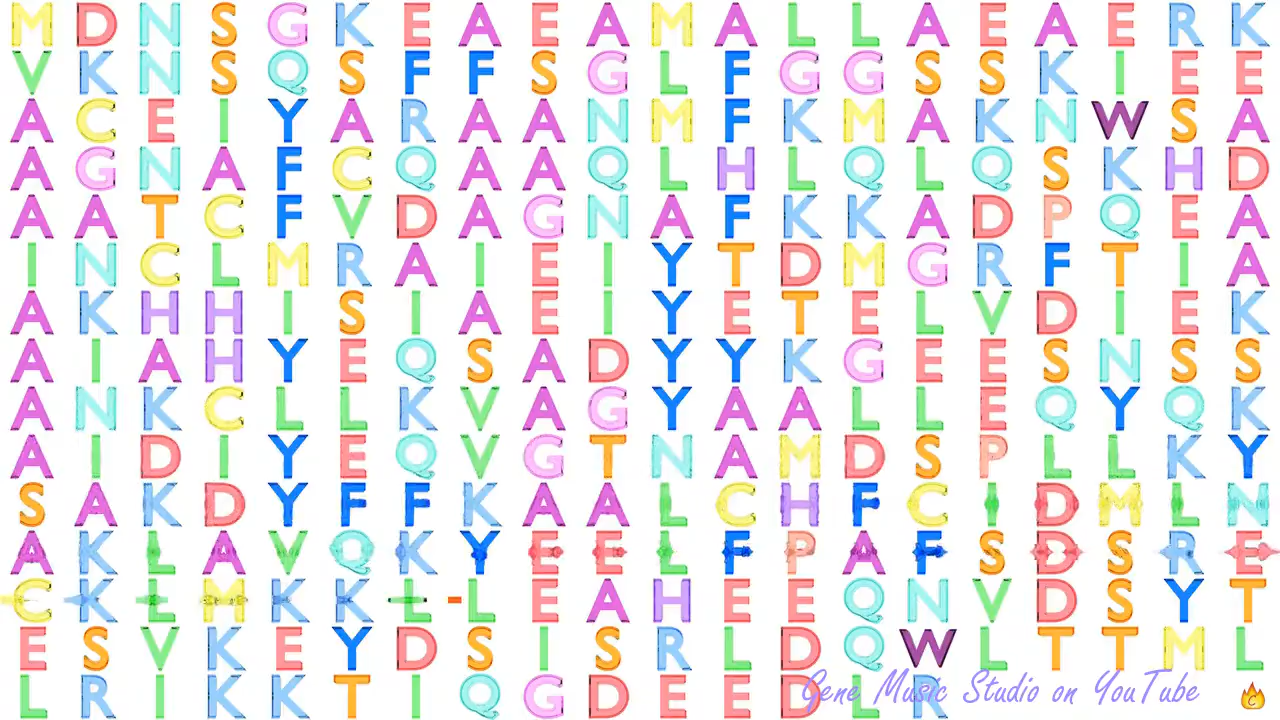 M D N S G K E A E A M A L L A E A E R K
V K N S Q S F F S G L F G G S S K I E E
A C E I Y A R A A N M F K M A K N W S A
A G N A F C Q A A Q L H L Q L Q S K H D
A A T C F V D A G N A F K K A D P Q E A
I N C L M R A I E I Y T D M G R F T I A
A K H H I S I A E I Y E T E L V D I E K
A I A H Y E Q S A D Y Y K G E E S N S S
A N K C L L K V A G Y A A L L E Q Y Q K
A I D I Y E Q V G T N A M D S P L L K Y
S A K D Y F F K A A L C H F C I D M L N
A K L A V Q K Y E E L F P A F S D S R E
C K L M K K L L E A H E E Q N V D S Y T
E S V K E Y D S I S R L D Q W L T T M L
L R I K K T I Q G D E E D L R
Gene Music Studio on YouTube
C